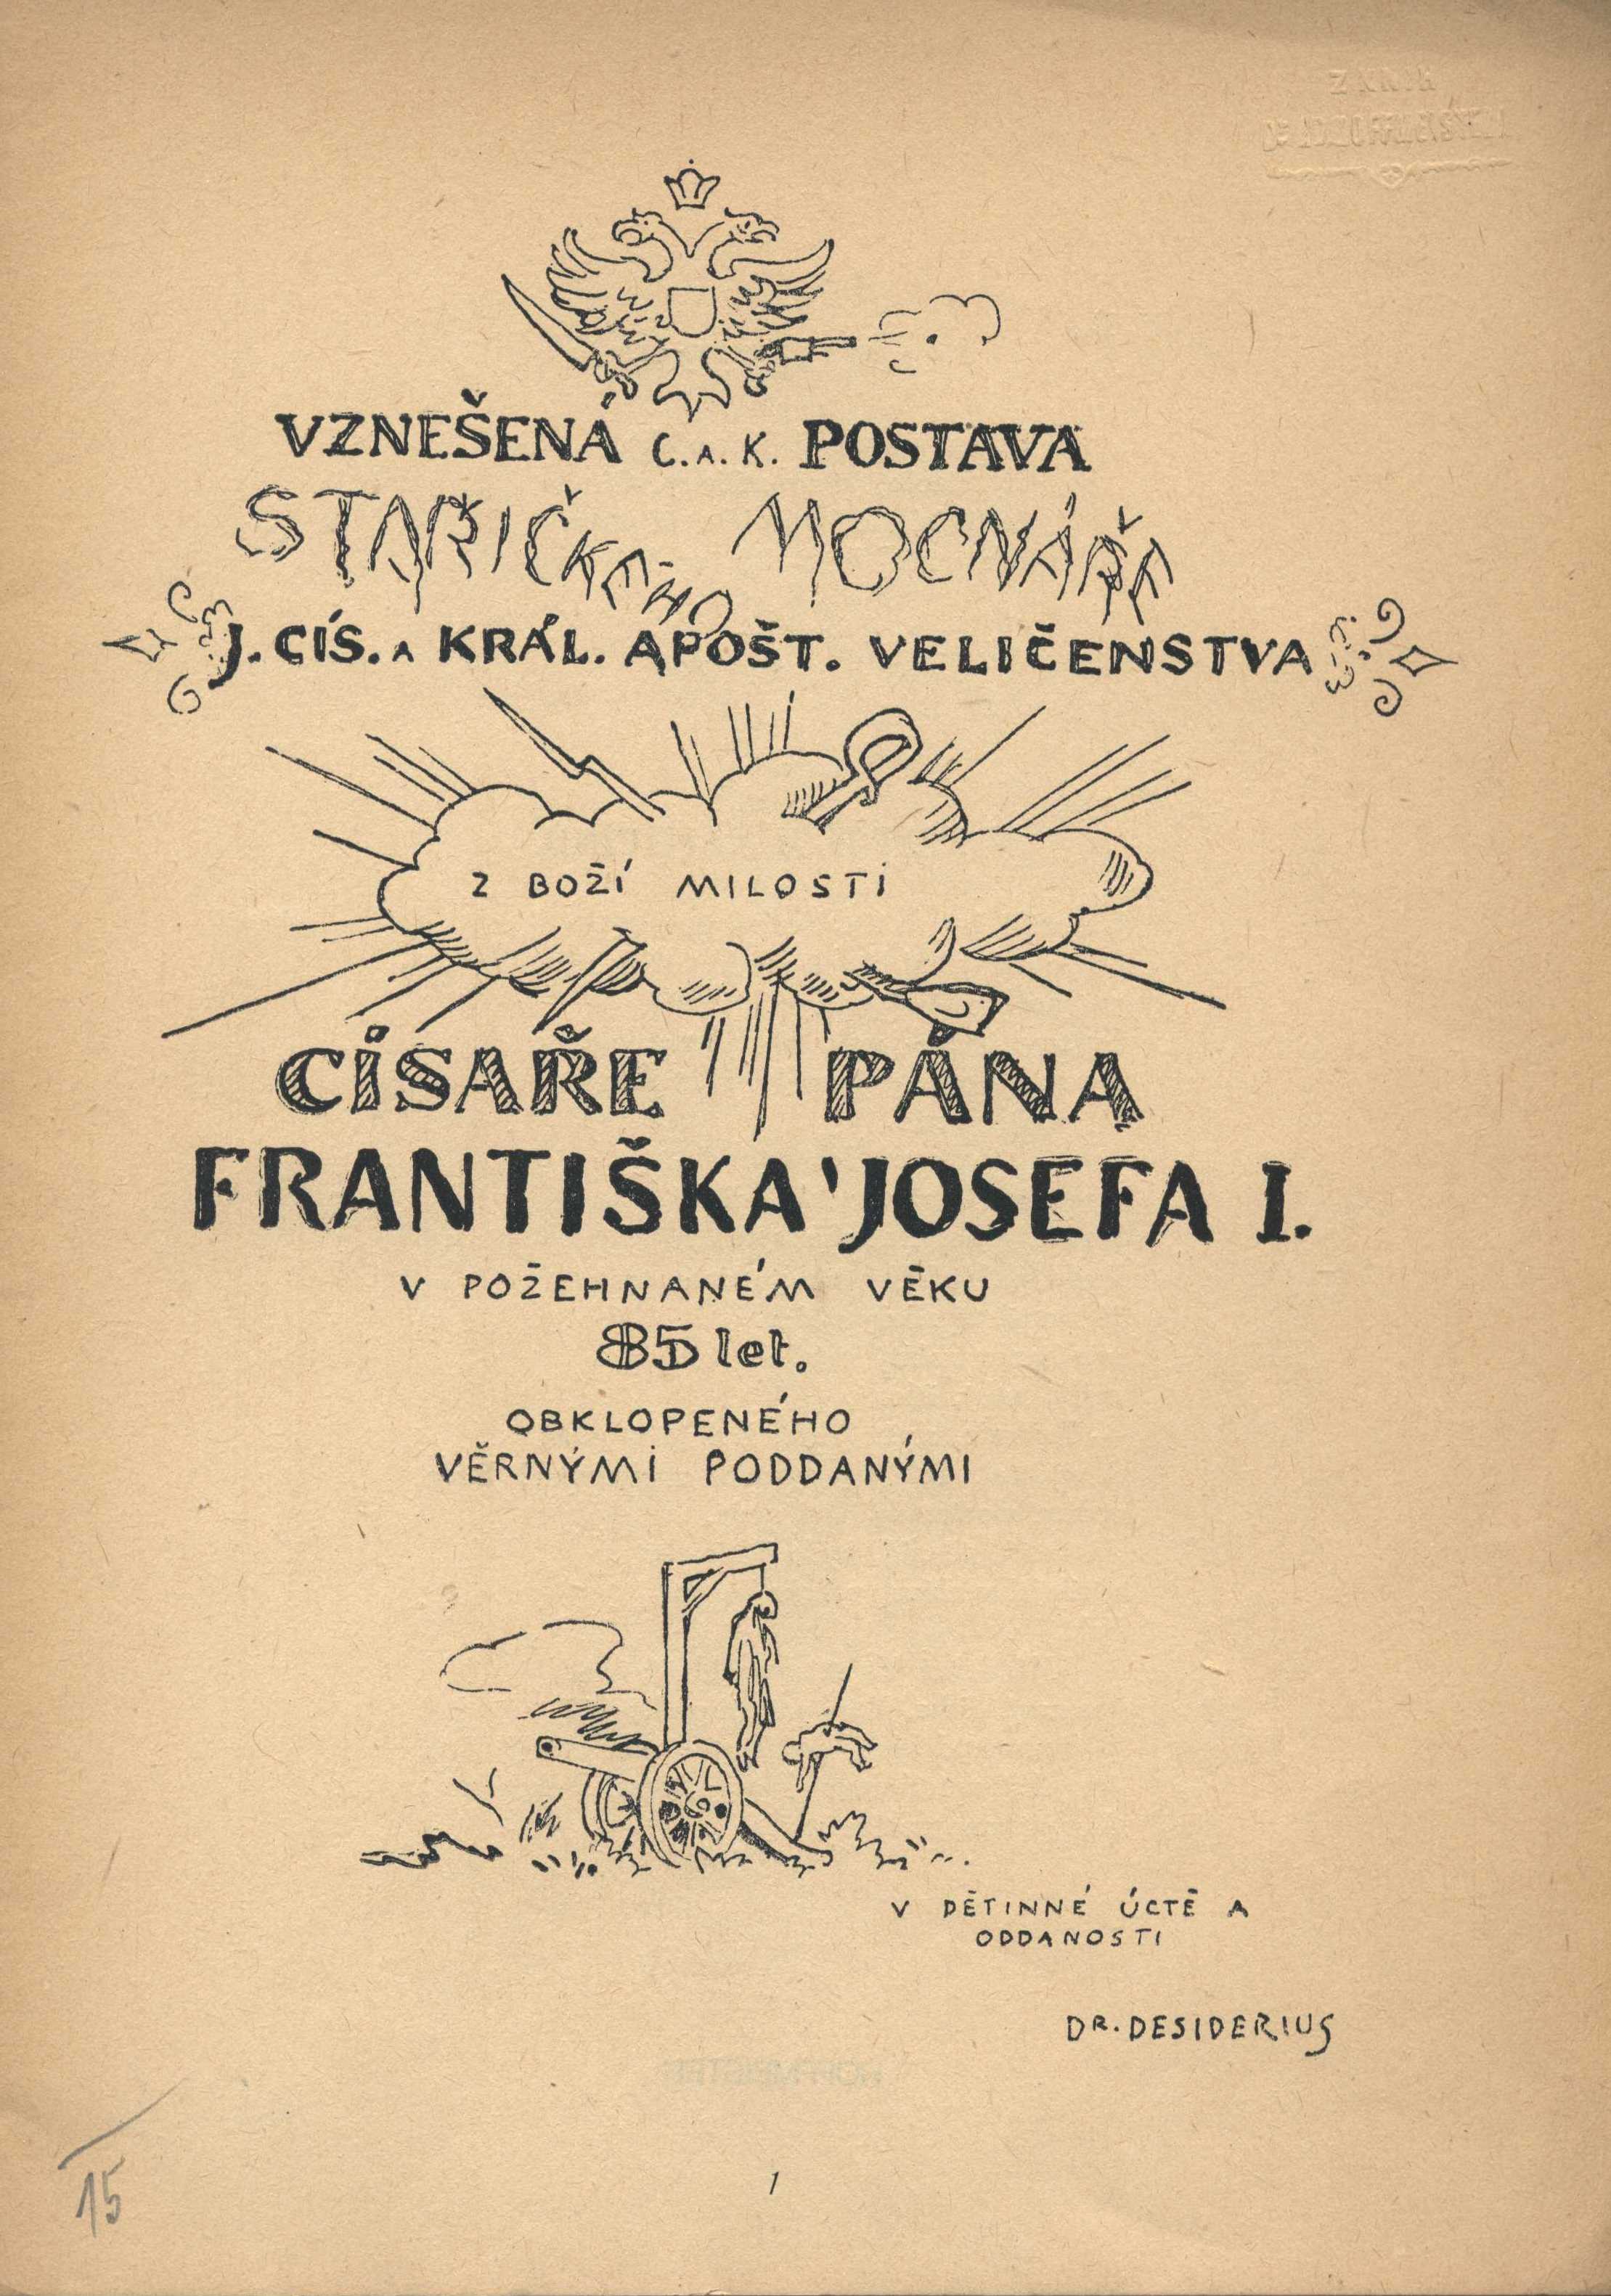 VZNEŠENÁ C. A. K. POSTAVA
STAŘIČKÉHO MOCNÁŘE
J. CÍS. A KRÁL. APOŠT. VELIČENSTVA
Z BOŽÍ MILOSTI
CÍSAŘE PÁNA
FRANTIŠKA JOSEFA I.
V POŽEHNANÉM VĚKU
85 let.
OBKLOPENÉHO
VĚRNÝMI PODDANÝMI
V DĚTINNÉ ÚCTĚ A
ODDANOSTI
DR. DESIDERIUS
1
15